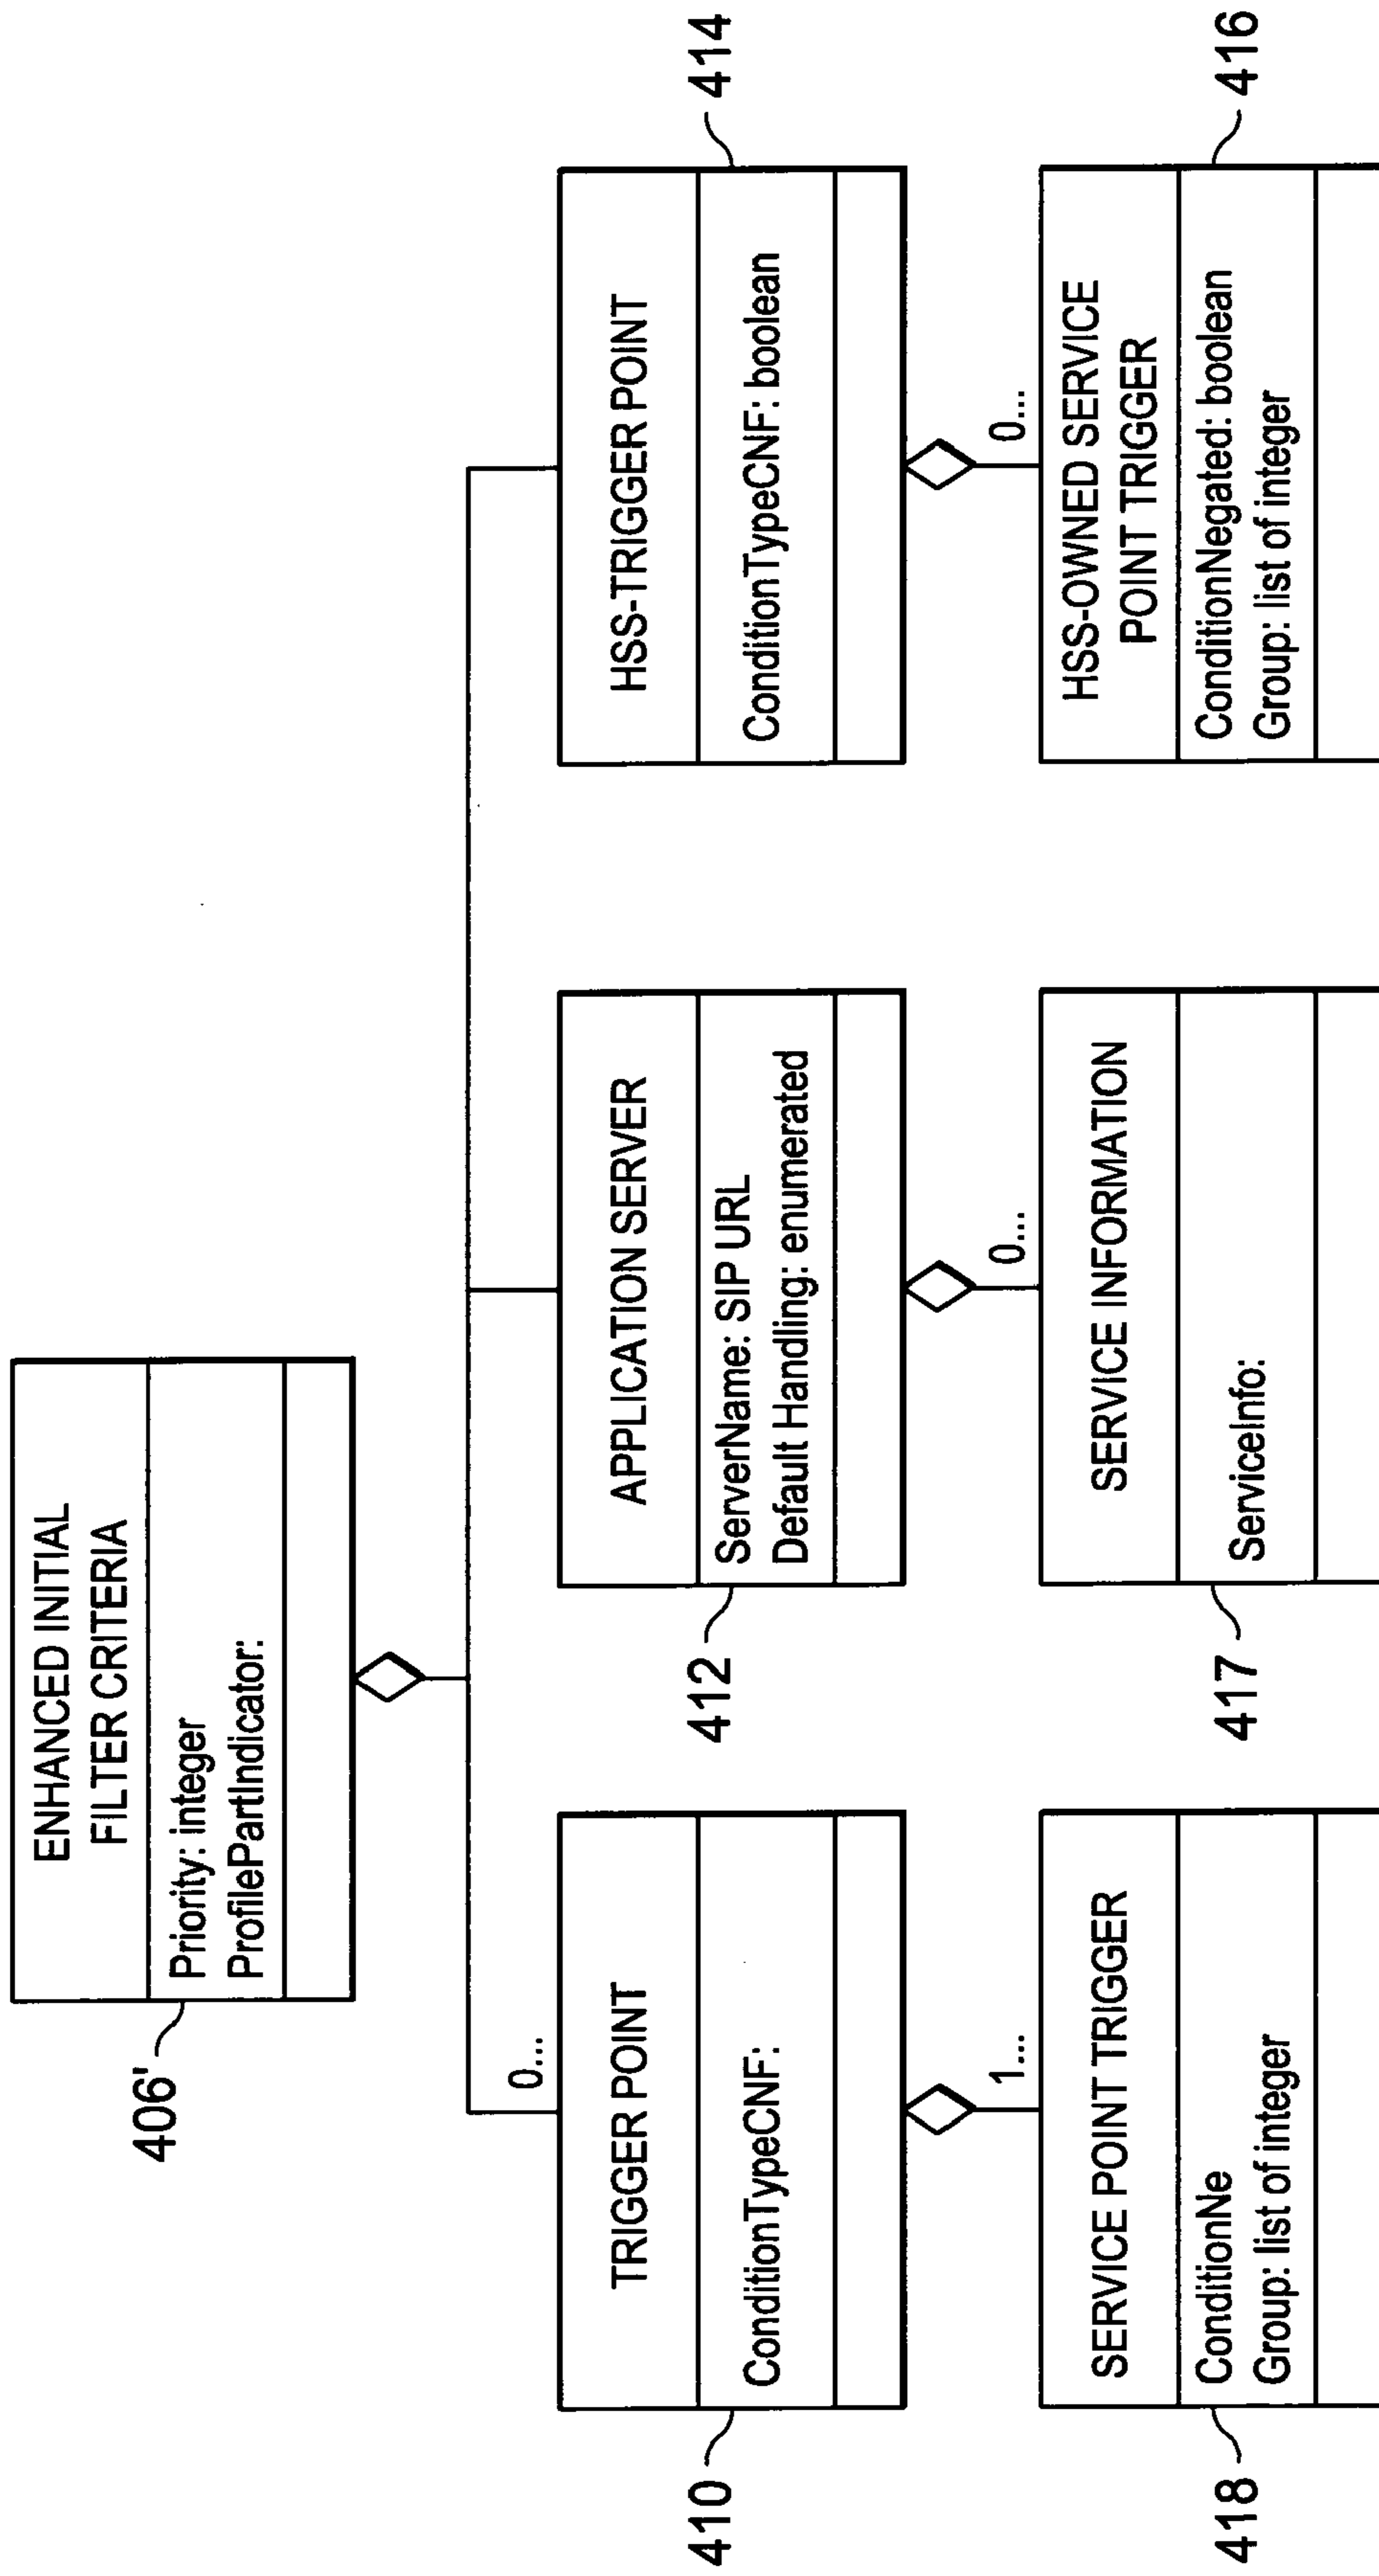 ENHANCED INITIAL
FILTER CRITERIA
Priority: integer
ProfilePartIndicator:
406'
0...
TRIGGER POINT
ConditionTypeCNF:
410
APPLICATION SERVER
ServerName: SIP URL
Default Handling: enumerated
412
HSS-TRIGGER POINT
ConditionTypeCNF: boolean
414
1...
0...
0...
SERVICE POINT TRIGGER
ConditionNe
Group: list of integer
418
SERVICE INFORMATION
ServiceInfo:
417
HSS-OWNED SERVICE
POINT TRIGGER
ConditionNegated: boolean
Group: list of integer
416